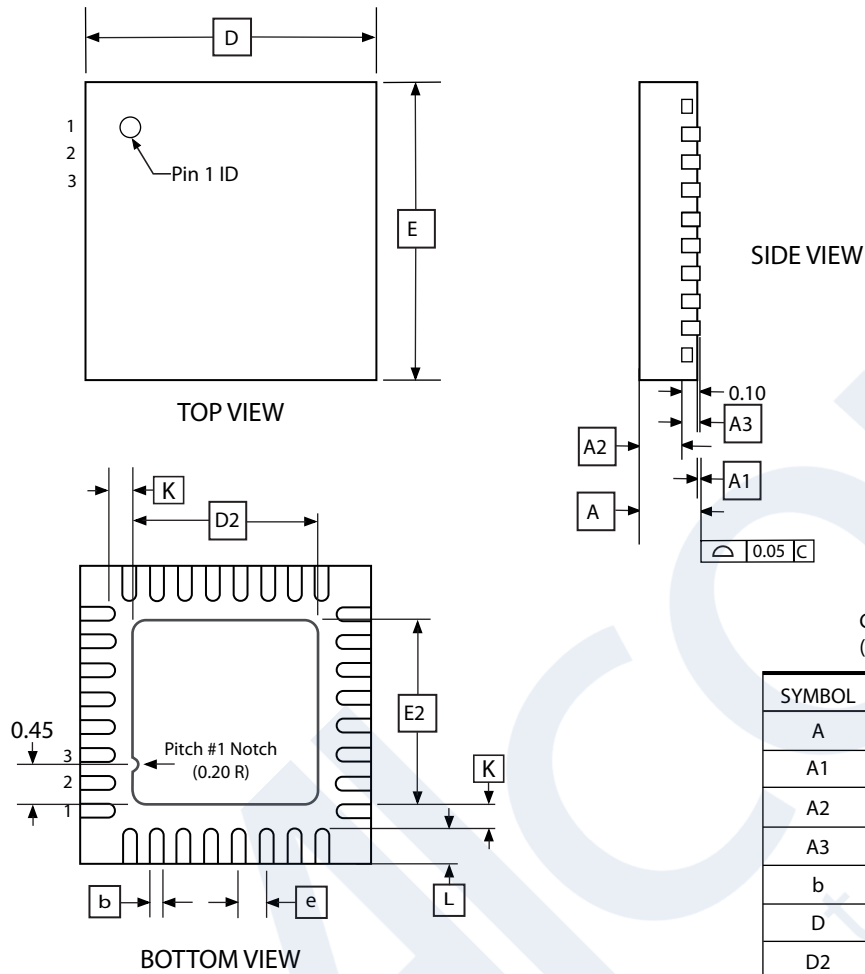 D
1
2
3
Pin 1 ID
E
TOP VIEW
SIDE VIEW
0.10
A3
A2
A1
A
0.05 C
K
D2
0.45
3
2
1
Pitch #1 Notch
(0.20 R)
E2
K
b
e
L
BOTTOM VIEW
(
SYMBOL
A
A1
A2
A3
b
D
D2